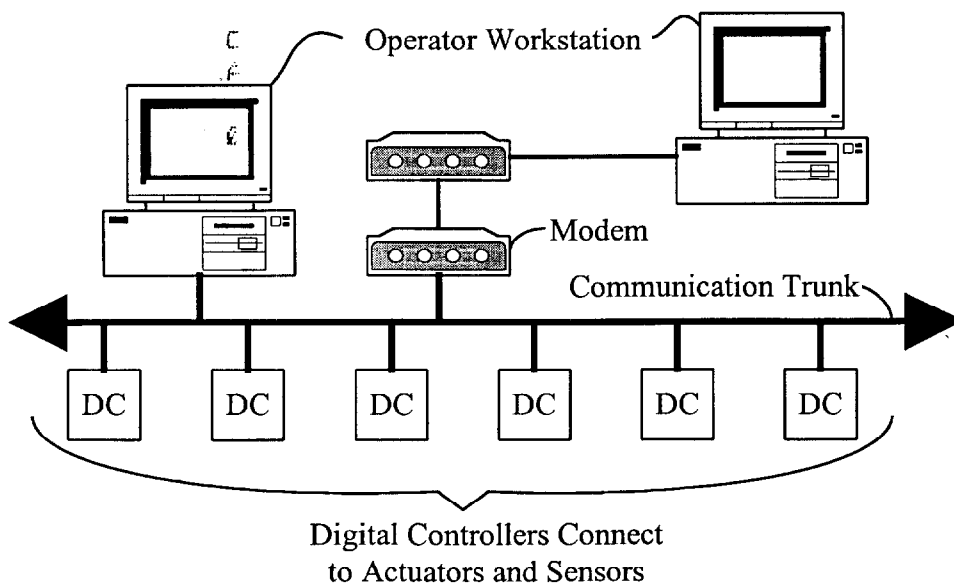 Operator Workstation
Modem
Communication Trunk
DC DC DC DC DC DC
Digital Controllers Connect
to Actuators and Sensors